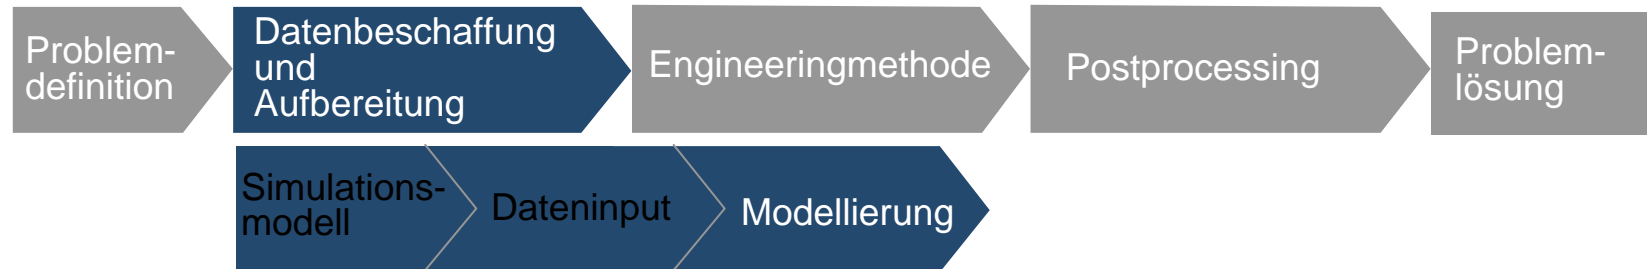 Problem-
definition
Datenbeschaffung
und
Aufbereitung
Engineeringmethode
Postprocessing
Problem-
lösung
Simulations-
modell
Dateninput
Modellierung